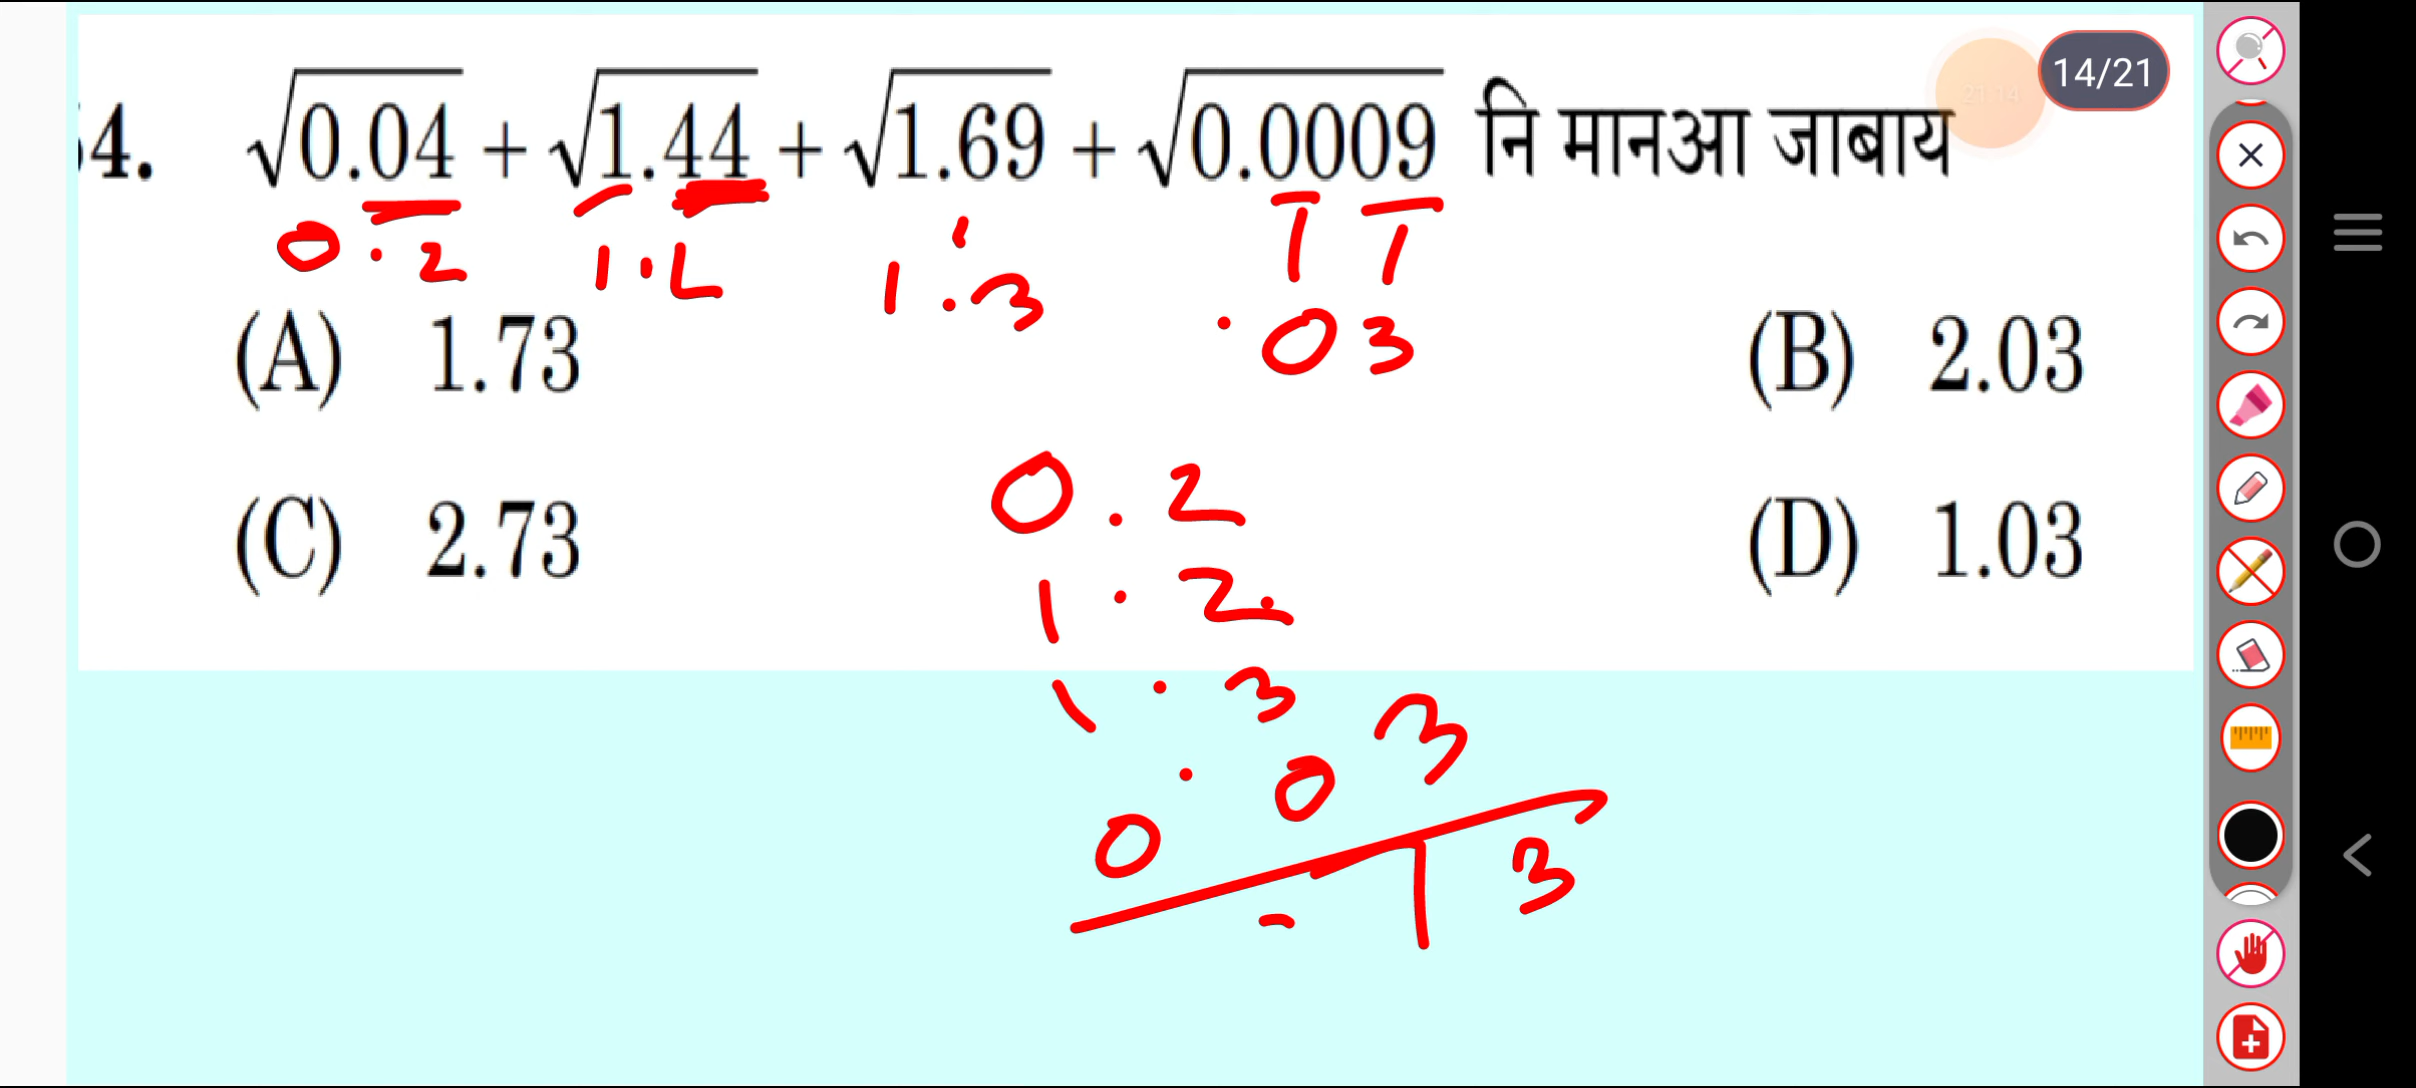 14/21
4. √0.04 + √1.44 + √1.69 + √0.0009 नि मानआ जाबाय
0.2 1.2 1.3 .03
(A) 1.73 (B) 2.03
(C) 2.73 (D) 1.03
0.2
1.2
1.3
0.03
3